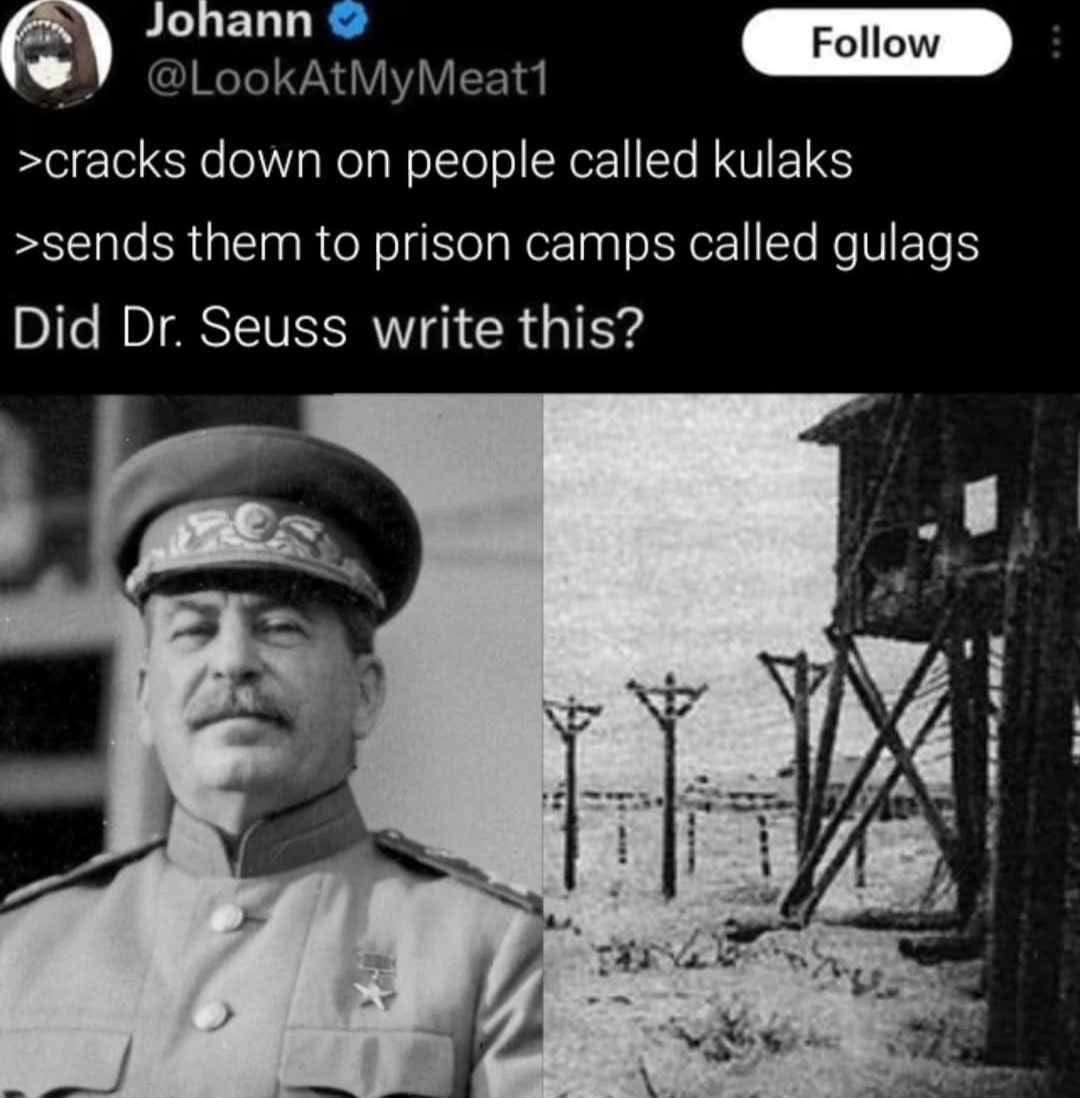 Johann
@LookAtMyMeat1
Follow
>cracks down on people called kulaks
>sends them to prison camps called gulags
Did Dr. Seuss write this?